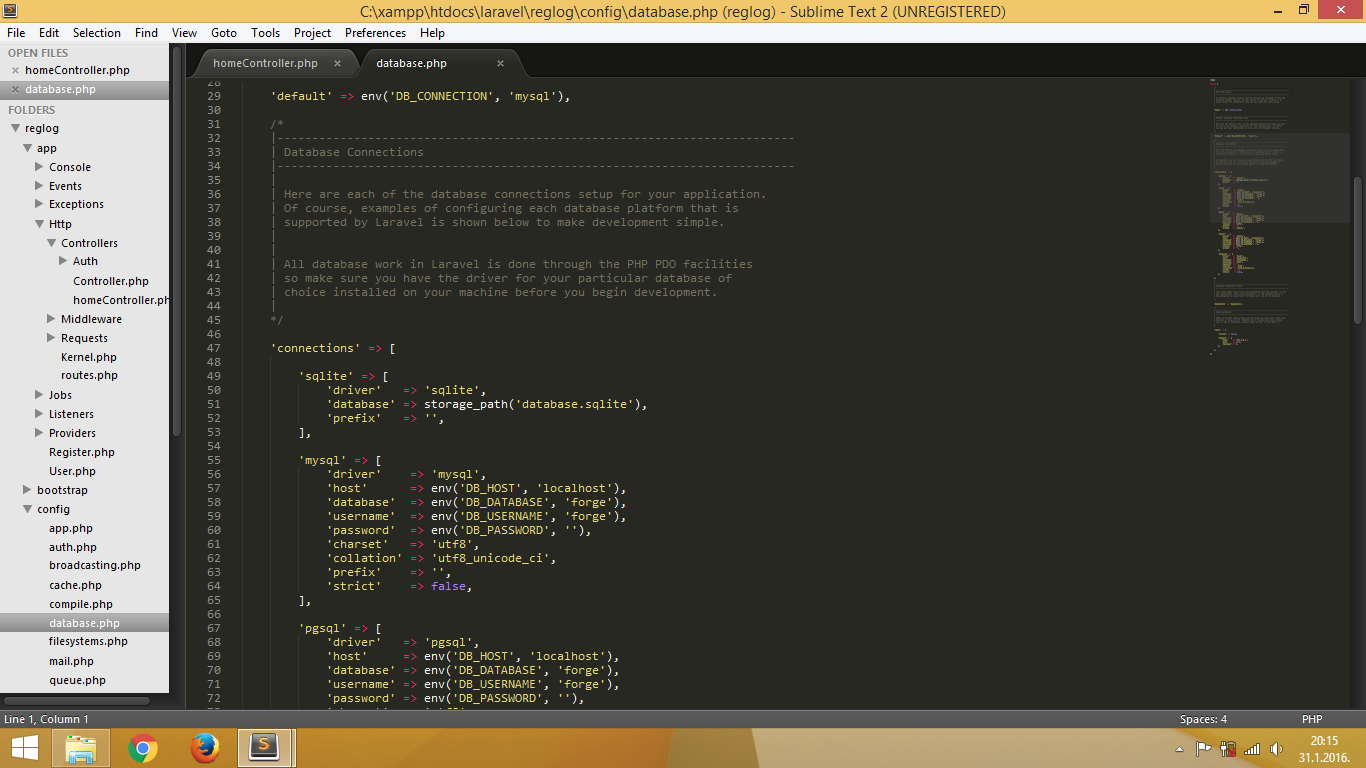 C:\xampp\htdocs\laravel\reglog\config\database.php (reglog) - Sublime Text 2 (UNREGISTERED)
File Edit Selection Find View Goto Tools Project Preferences Help
OPEN FILES
homeController.php
database.php
FOLDERS
reglog
app
Console
Events
Exceptions
Http
Controllers
Auth
Controller.php
homeController.ph
Middleware
Requests
Kernel.php
routes.php
Jobs
Listeners
Providers
Register.php
User.php
bootstrap
config
app.php
auth.php
broadcasting.php
cache.php
compile.php
database.php
filesystems.php
mail.php
queue.php
homeController.php × database.php ×
28
29 'default' => env('DB_CONNECTION', 'mysql'),
30
31 /*
32 |--------------------------------------------------------------------------
33 | Database Connections
34 |--------------------------------------------------------------------------
35 |
36 | Here are each of the database connections setup for your application.
37 | Of course, examples of configuring each database platform that is
38 | supported by Laravel is shown below to make development simple.
39 |
40 |
41 | All database work in Laravel is done through the PHP PDO facilities
42 | so make sure you have the driver for your particular database of
43 | choice installed on your machine before you begin development.
44 |
45 */
46
47 'connections' => [
48
49 'sqlite' => [
50 'driver' => 'sqlite',
51 'database' => storage_path('database.sqlite'),
52 'prefix' => '',
53 ],
54
55 'mysql' => [
56 'driver' => 'mysql',
57 'host' => env('DB_HOST', 'localhost'),
58 'database' => env('DB_DATABASE', 'forge'),
59 'username' => env('DB_USERNAME', 'forge'),
60 'password' => env('DB_PASSWORD', ''),
61 'charset' => 'utf8',
62 'collation' => 'utf8_unicode_ci',
63 'prefix' => '',
64 'strict' => false,
65 ],
66
67 'pgsql' => [
68 'driver' => 'pgsql',
69 'host' => env('DB_HOST', 'localhost'),
70 'database' => env('DB_DATABASE', 'forge'),
71 'username' => env('DB_USERNAME', 'forge'),
72 'password' => env('DB_PASSWORD', ''),
Line 1, Column 1 Spaces: 4 PHP
20:15
31.1.2016.